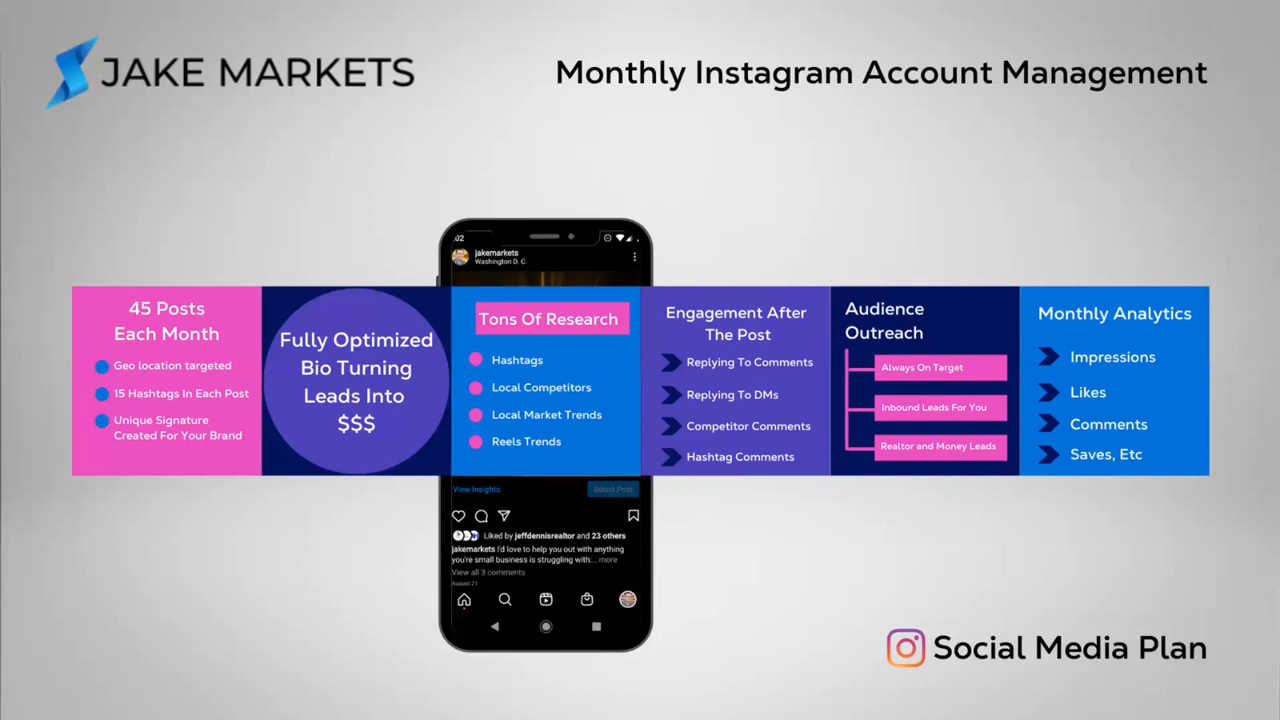 JAKE MARKETS
Monthly Instagram Account Management
02
jakemarkets
Washington D. C.
45 Posts
Each Month
Geo location targeted
15 Hashtags In Each Post
Unique Signature
Created For Your Brand
Fully Optimized
Bio Turning
Leads Into
$$$
Tons Of Research
Hashtags
Local Competitors
Local Market Trends
Reels Trends
Engagement After
The Post
Replying To Comments
Replying To DMs
Competitor Comments
Hashtag Comments
Audience
Outreach
Always On Target
Inbound Leads For You
Realtor and Money Leads
Monthly Analytics
Impressions
Likes
Comments
Saves, Etc
View Insights
Boost Post
Liked by jeffdennisrealtor and 23 others
jakemarkets I'd love to help you out with anything
you're small business is struggling with:... more
View all 3 comments
August 21
Social Media Plan